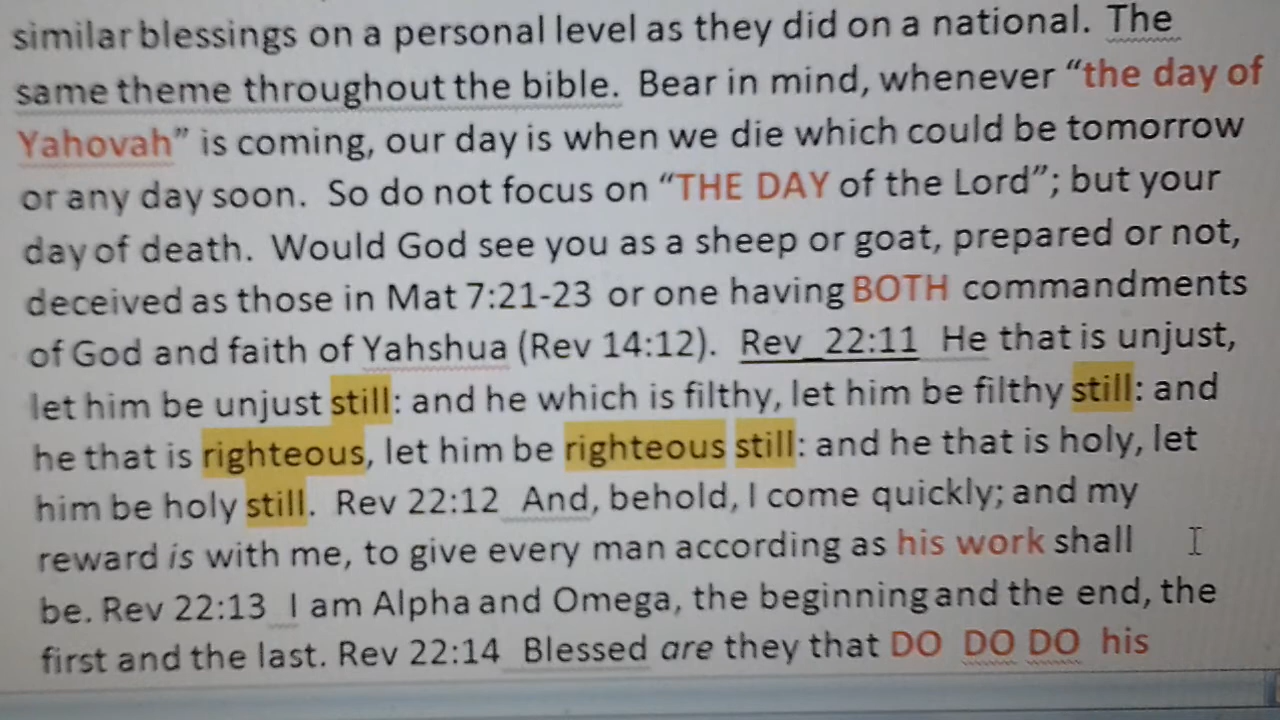 similar blessings on a personal level as they did on a national. The
same theme throughout the bible. Bear in mind, whenever “the day of
Yahovah” is coming, our day is when we die which could be tomorrow
or any day soon. So do not focus on “THE DAY of the Lord”; but your
day of death. Would God see you as a sheep or goat, prepared or not,
deceived as those in Mat 7:21-23 or one having BOTH commandments
of God and faith of Yahshua (Rev 14:12). Rev 22:11 He that is unjust,
let him be unjust still: and he which is filthy, let him be filthy still: and
he that is righteous, let him be righteous still: and he that is holy, let
him be holy still. Rev 22:12 And, behold, I come quickly; and my
reward is with me, to give every man according as his work shall
be. Rev 22:13 I am Alpha and Omega, the beginning and the end, the
first and the last. Rev 22:14 Blessed are they that DO DO DO his